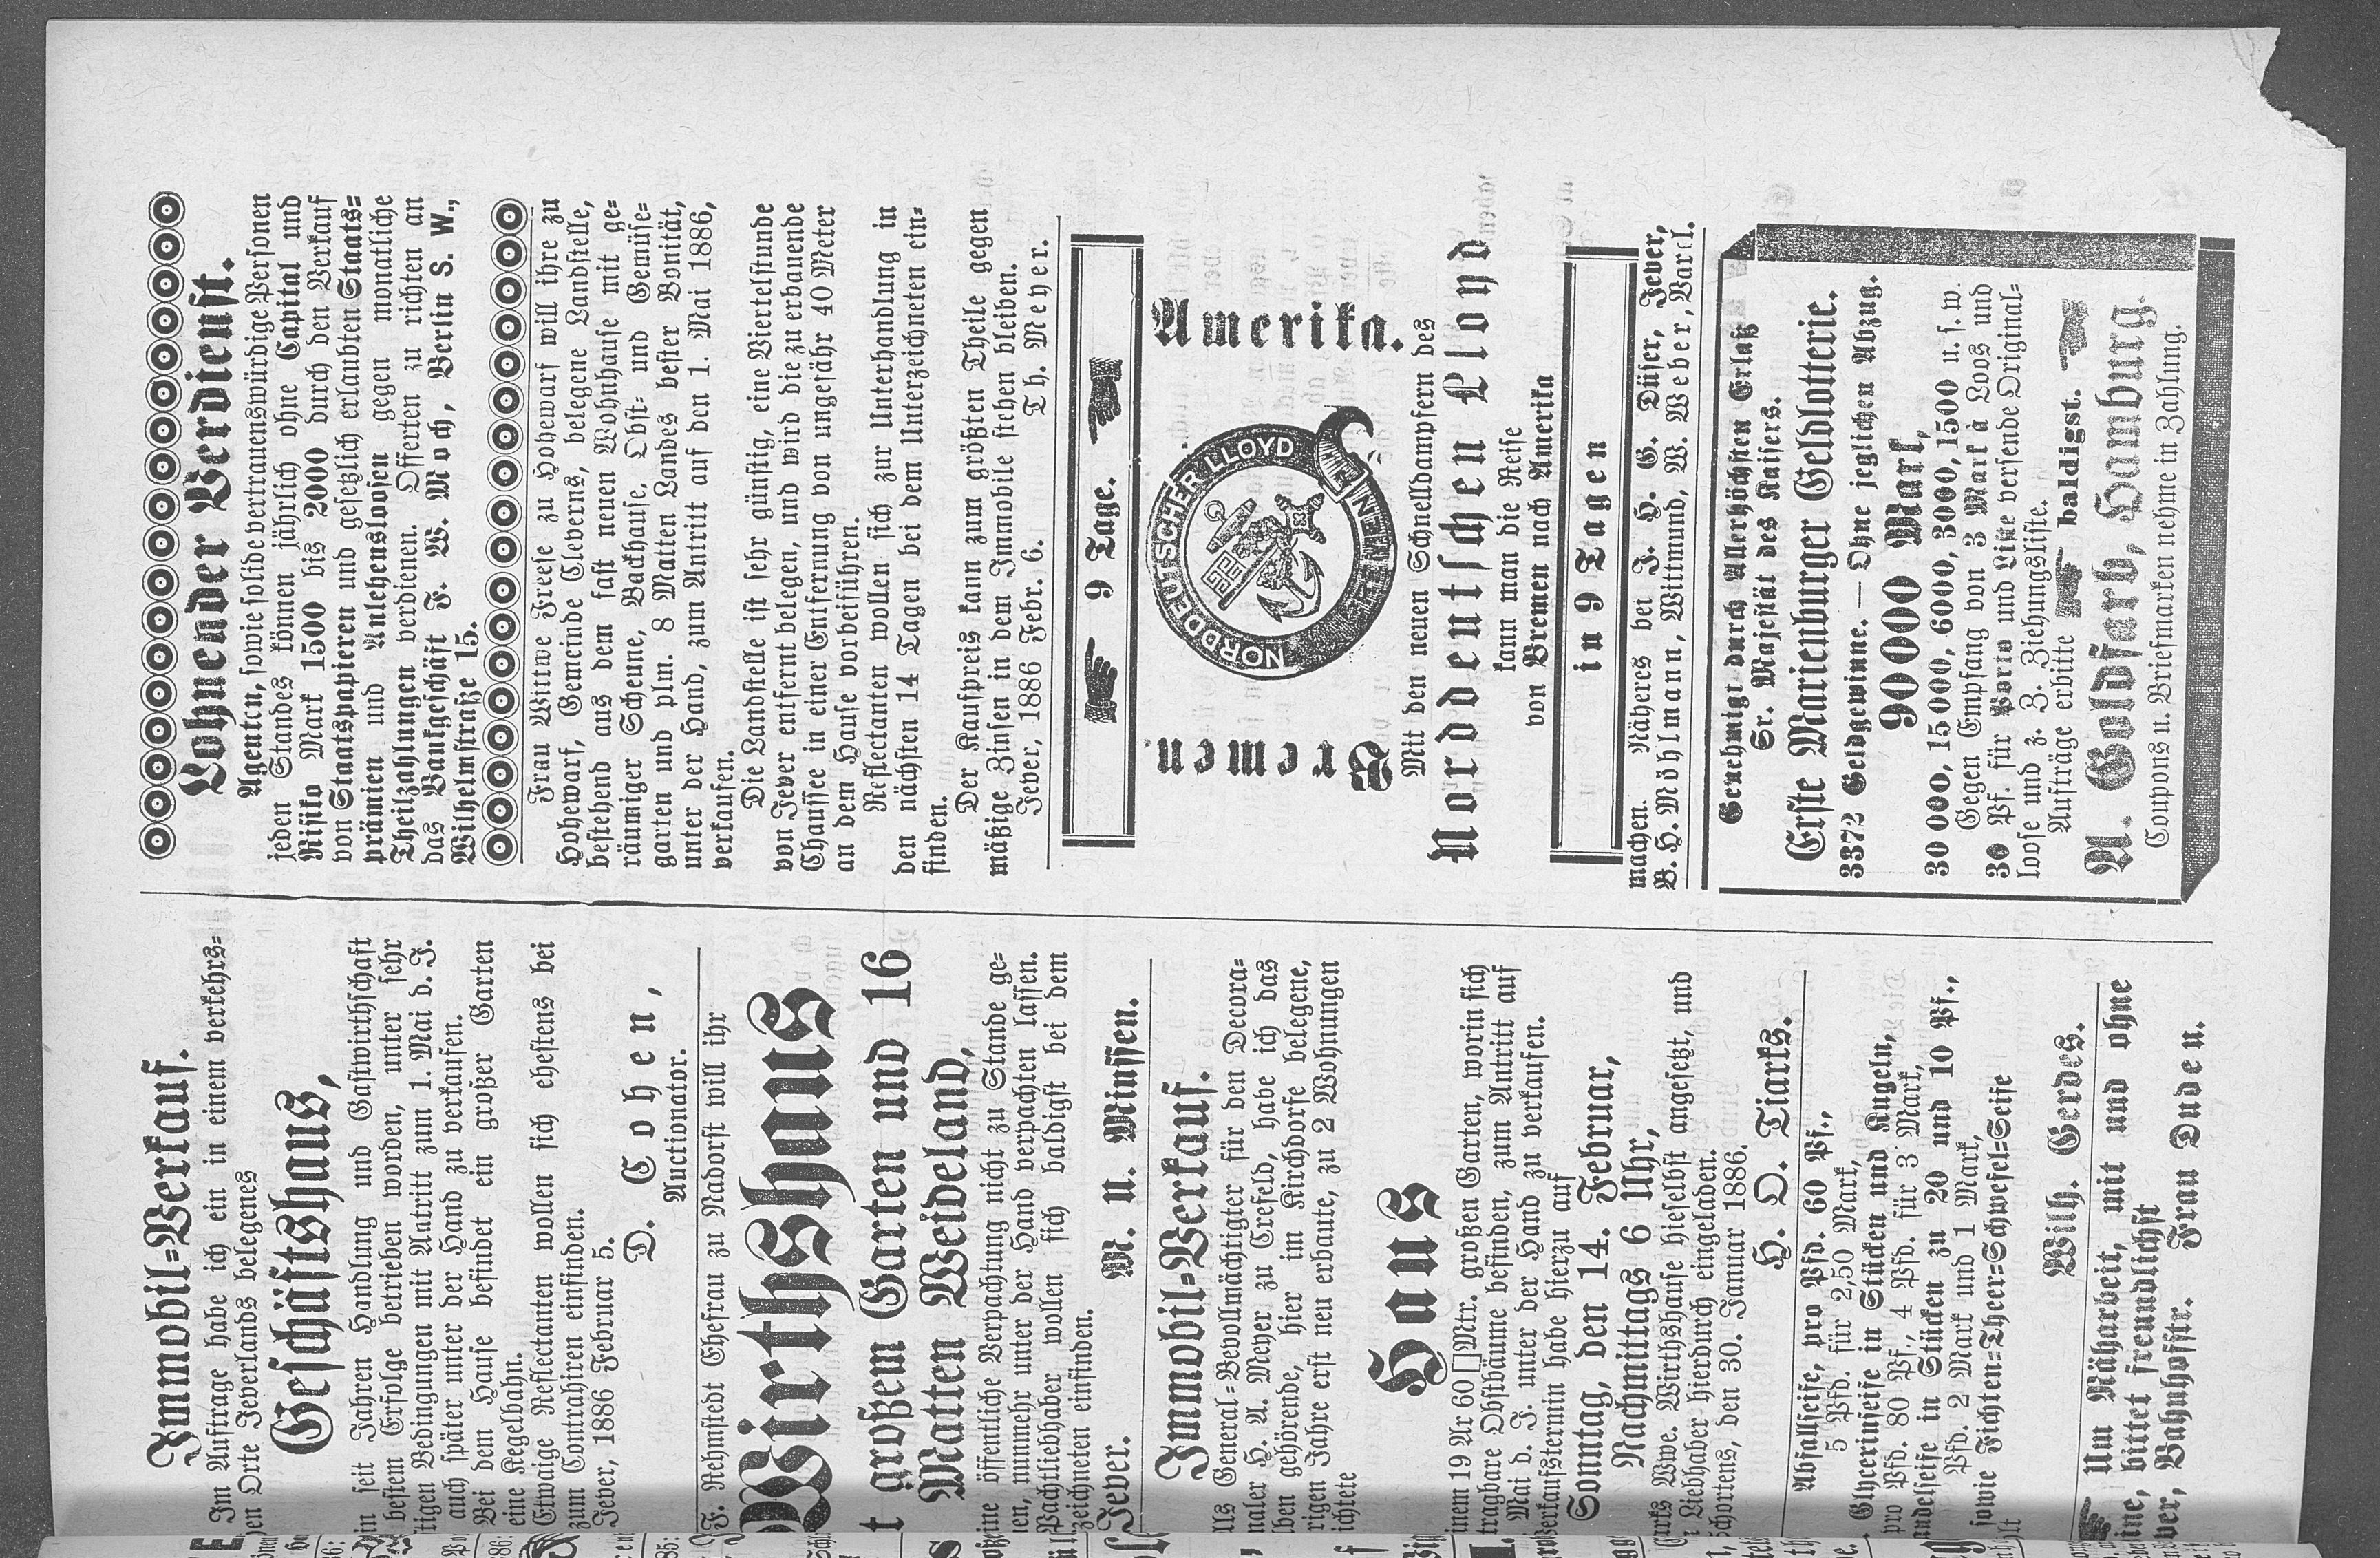 Immobil=Verkauf.
Im Auftrage habe ich ein in einem verkehrs=
Orte Jeverlands belegenes
Geschäftshaus,
seit Jahren Handlung und Gastwirthschaft
bestem Erfolge betrieben worden, unter sehr
Bedingungen mit Antritt zum 1. Mai d. J.
auch später unter der Hand zu verkaufen.
Bei dem Hause befindet ein großer Garten
eine Kegelbahn.
Etwaige Reflectanten wollen sich ehestens bei
zum Contrahiren einfinden.
Jever, 1886 Februar 5.
D. Cohen,
Auctionator.
F. Rehmstedt Ehefrau zu Nadorst will ihr
Wirthshaus
großem Garten und 16
Matten Weideland,
öffentliche Verpachtung nicht zu Stande ge=
nunmehr unter der Hand verpachten lassen.
Pachtliebhaber wollen sich baldigst bei dem
einfinden.
Jever. M. U. Minssen.
Immobil=Verkauf.
Als General=Bevollmächtigter für den Decora=
H. A. Meyer zu Crefeld, habe ich das
gehörende, hier im Kirchdorfe belegene,
Jahre erst neu erbaute, zu 2 Wohnungen
Haus
19 Ar 60 □Mtr. großen Garten, worin sich
tragbare Obstbäume befinden, zum Antritt auf
Mai d. J. unter der Hand zu verkaufen.
Verkaufstermin habe hierzu auf
Sonntag, den 14. Februar,
Nachmittags 6 Uhr,
Wwe. Wirthshause hieselbst angesetzt, und
Liebhaber hierdurch eingeladen.
Schortens, den 30. Januar 1886.
H. D. Tiarks.
Abfallseife, pro Pfd. 60 Pf.,
5 Pfd. für 2,50 Mark,
Glycerinseife in Stücken und Kugeln,
pro Pfd. 80 Pf., 4 Pfd. für 3 Mark,
in Stücken zu 20 und 10 Pf.,
Pfd. 2 Mark und 1 Mark,
sowie Fichten=Theer=Schwefel=Seife
Wilh. Gerdes.
Um Näharbeit, mit und ohne
bittet freundlichst
Bahnhofstr. Frau Duden.
Lohnender Verdienst.
Agenten, sowie solide vertrauenswürdige Personen
jeden Standes können jährlich ohne Capital und
Risiko Mark 1500 bis 2000 durch den Verkauf
von Staatspapieren und gesetzlich erlaubten Staats=
prämien und Anlehensloosen gegen monatliche
Theilzahlungen verdienen. Offerten zu richten an
das Bankgeschäft F. W. Moch, Berlin S. W.,
Wilhelmstraße 15.
Frau Wittwe Freese zu Hohewarf will ihre zu
Hohewarf, Gemeinde Cleverns, belegene Landstelle,
bestehend aus dem fast neuen Wohnhause mit ge=
räumiger Scheune, Backhause, Obst= und Gemüse=
garten und plm. 8 Matten Landes bester Bonität,
unter der Hand, zum Antritt auf den 1. Mai 1886,
verkaufen.
Die Landstelle ist sehr günstig, eine Viertelstunde
von Jever entfernt belegen, und wird die zu erbauende
Chaussee in einer Entfernung von ungefähr 40 Meter
an dem Hause vorbeiführen.
Reflectanten wollen sich zur Unterhandlung in
den nächsten 14 Tagen bei dem Unterzeichneten ein=
finden.
Der Kaufpreis kann zum größten Theile gegen
mäßige Zinsen in dem Immobile stehen bleiben.
Jever, 1886 Febr. 6. Th. Meyer.
9 Tage.
Bremen Amerika.
NORDDEUTSCHER LLOYD
IN BREMEN
Mit den neuen Schnelldampfern des
Norddeutschen Lloyd
kann man die Reise
von Bremen nach Amerika
in 9 Tagen
machen. Näheres bei J. H. G. Düser, Jever,
B. H. Möhlmann, Wittmund, W. Weber, Varel.
Genehmigt durch Allerhöchsten Erlaß
Sr. Majestät des Kaisers.
Erste Marienburger Geldlotterie.
3372 Geldgewinne. — Ohne jeglichen Abzug.
90000 Mark,
30 000, 15 000, 6000, 3000, 1500 u. s. w.
Gegen Empfang von 3 Mark à Loos und
30 Pf. für Porto und Liste versende Original=
loose und z. Z. Ziehungsliste.
Aufträge erbitte baldigst.
A. Goldfarb, Hamburg.
Coupons u. Briefmarken nehme in Zahlung.